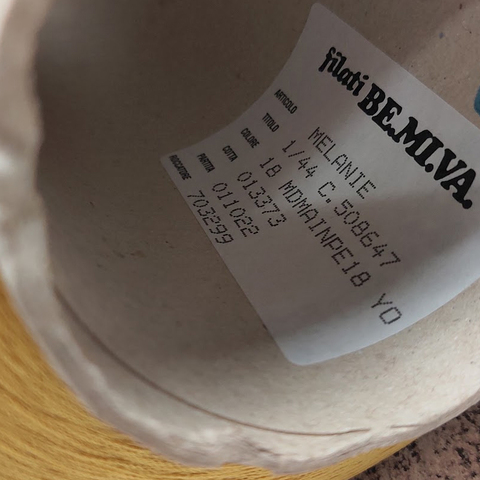 filati BE.MI.VA.
ARTICOLO MELANIE
TITOLO 1/44 C.508647
COLORE 18 MDMAINPE18 YO
COTTA 013373
PARTITA 011022
703299